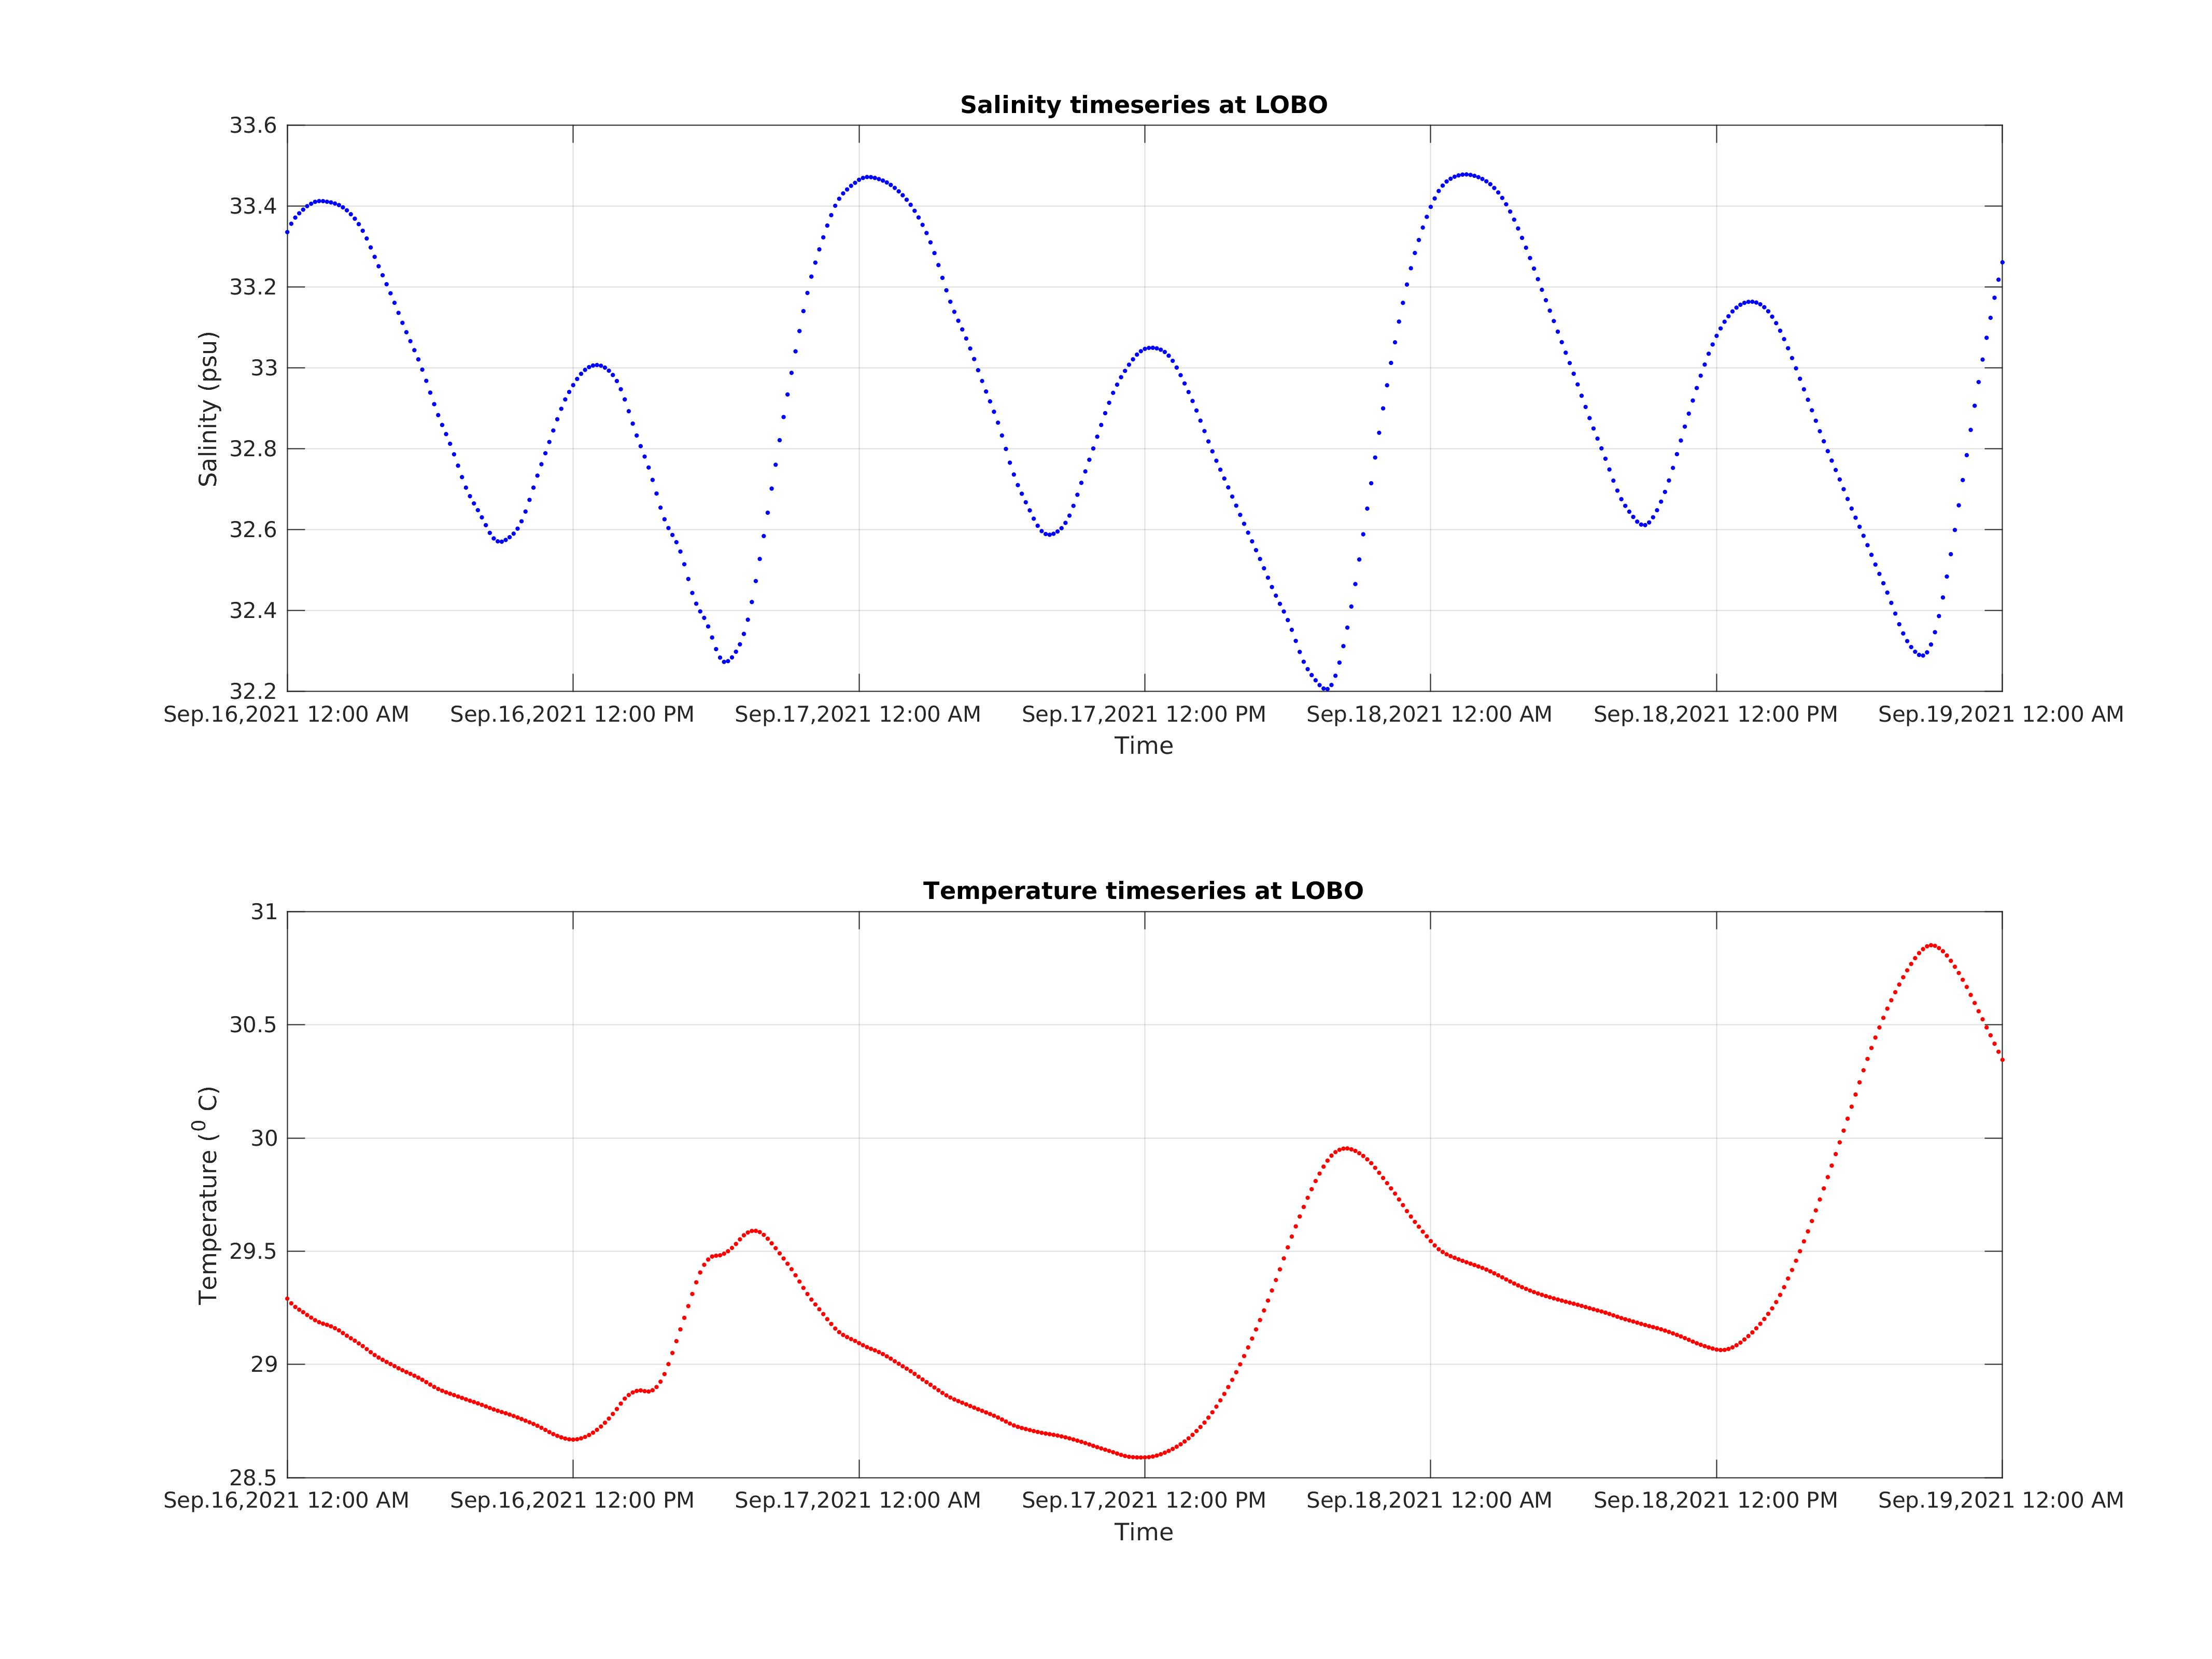 Salinity timeseries at LOBO
33.6
33.4
33.2
33
32.8
32.6
32.4
32.2
Salinity (psu)
Sep.16,2021 12:00 AM Sep.16,2021 12:00 PM Sep.17,2021 12:00 AM Sep.17,2021 12:00 PM Sep.18,2021 12:00 AM Sep.18,2021 12:00 PM Sep.19,2021 12:00 AM
Time
Temperature timeseries at LOBO
31
30.5
30
29.5
29
28.5
Temperature (⁰ C)
Sep.16,2021 12:00 AM Sep.16,2021 12:00 PM Sep.17,2021 12:00 AM Sep.17,2021 12:00 PM Sep.18,2021 12:00 AM Sep.18,2021 12:00 PM Sep.19,2021 12:00 AM
Time